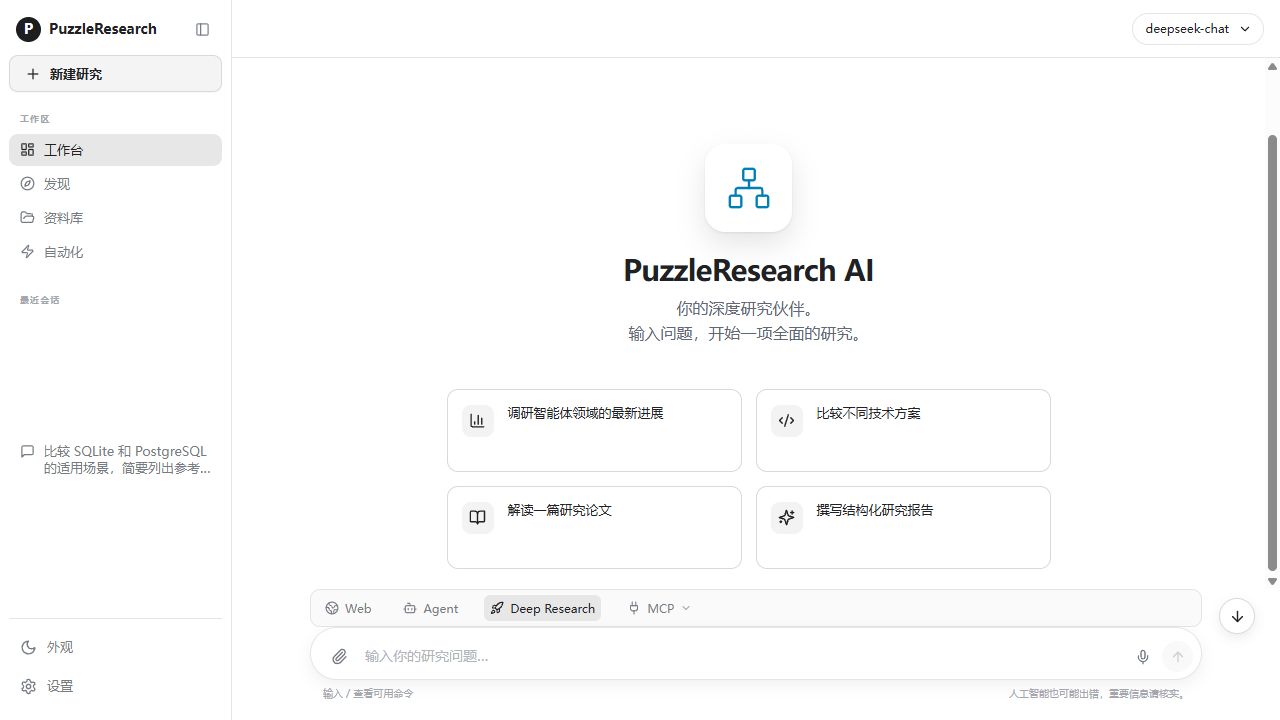 P PuzzleResearch
deepseek-chat
新建研究
工作区
工作台
发现
资料库
自动化
最近会话
比较 SQLite 和 PostgreSQL
的适用场景，简要列出参考...
外观
设置
PuzzleResearch AI
你的深度研究伙伴。
输入问题，开始一项全面的研究。
调研智能体领域的最新进展
比较不同技术方案
解读一篇研究论文
撰写结构化研究报告
Web Agent Deep Research MCP
输入你的研究问题...
输入 / 查看可用命令
人工智能也可能出错，重要信息请核实。